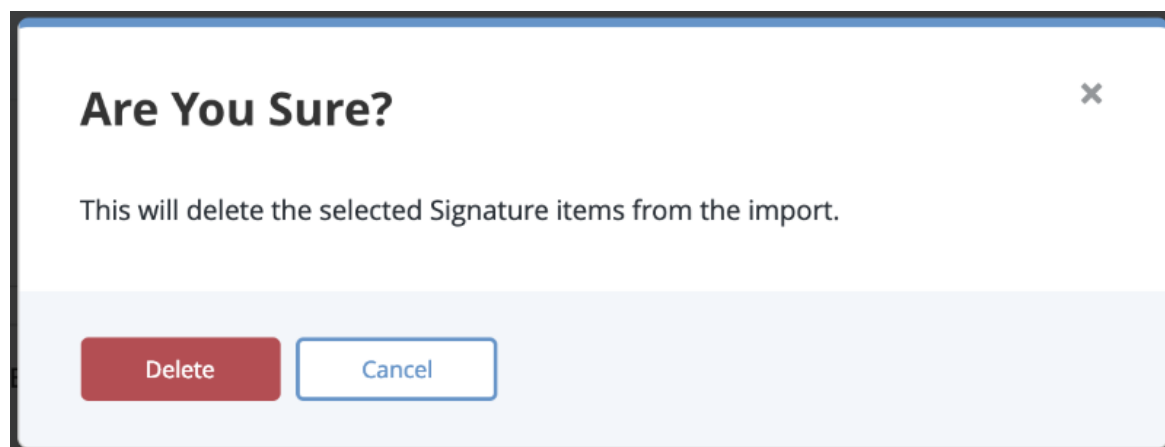 Are You Sure?
This will delete the selected Signature items from the import.
Delete
Cancel